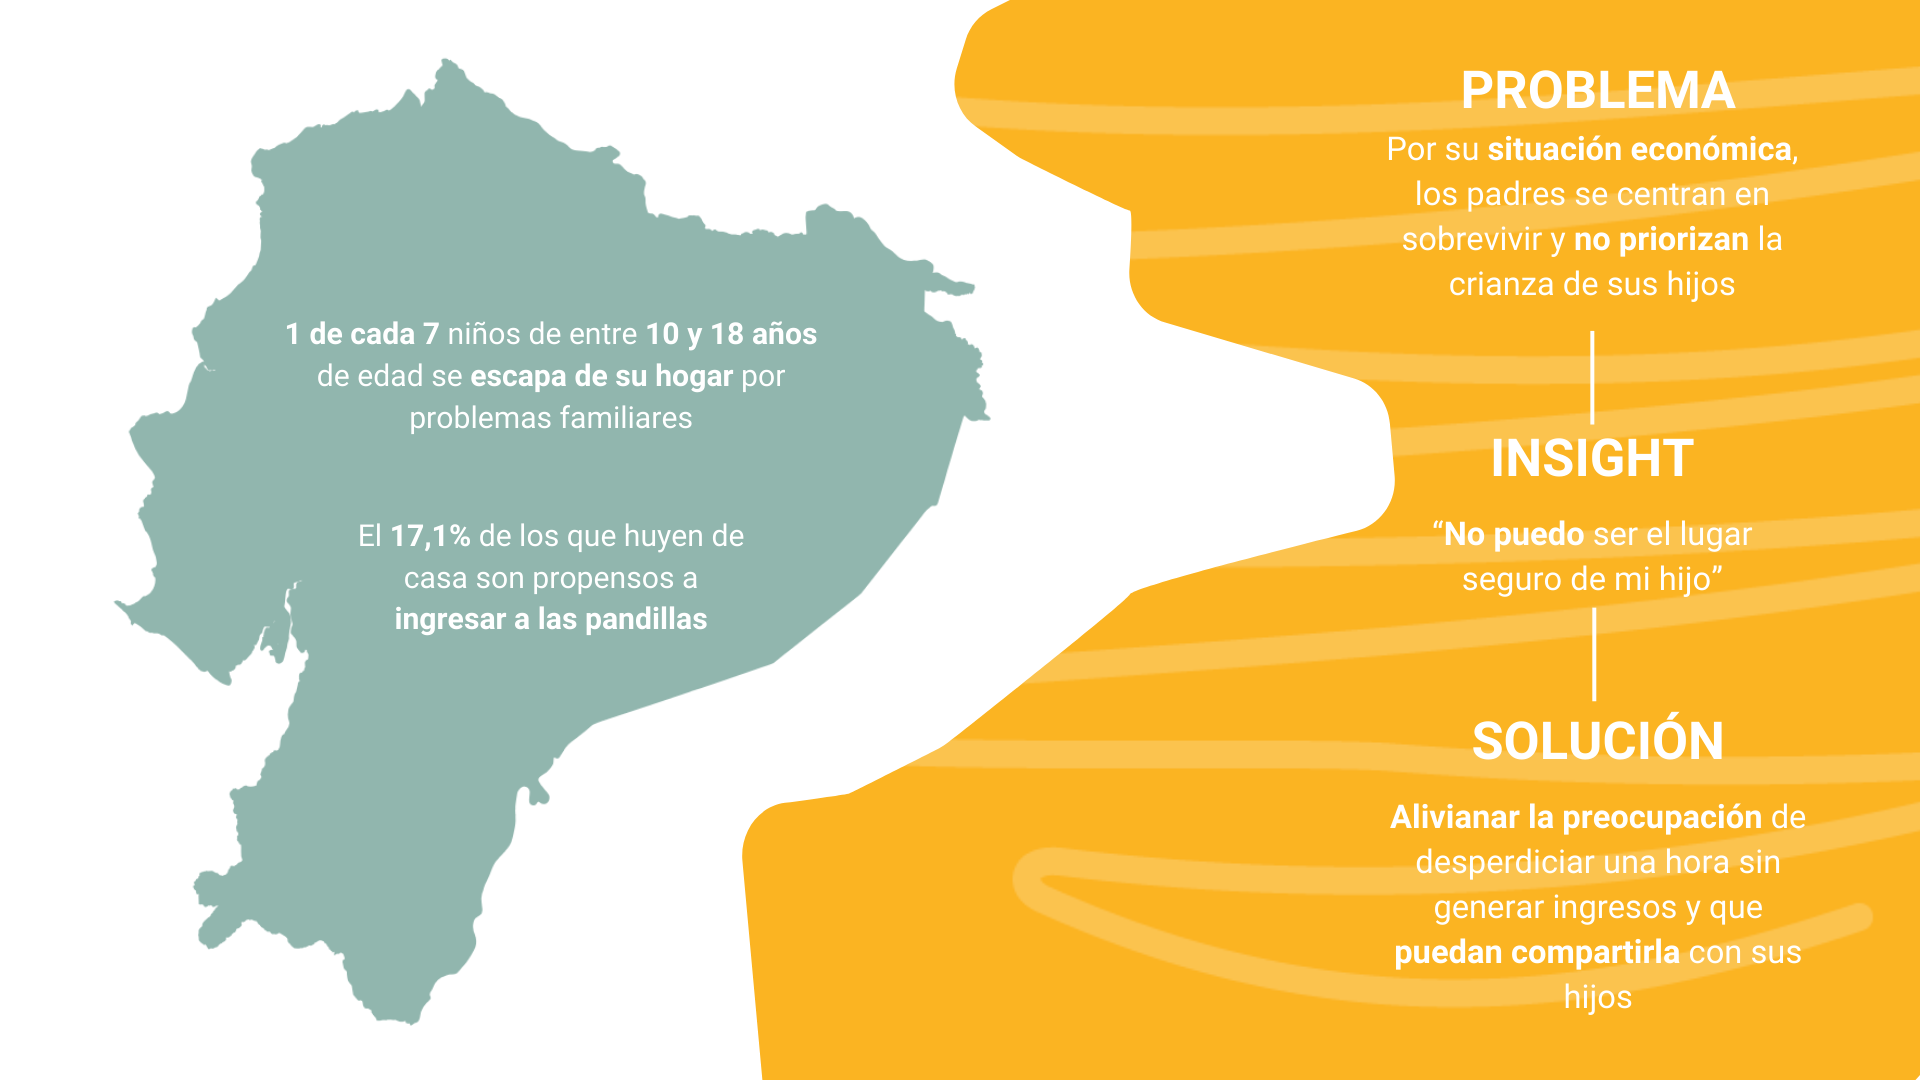 1 de cada 7 niños de entre 10 y 18 años
de edad se escapa de su hogar por
problemas familiares
El 17,1% de los que huyen de
casa son propensos a
ingresar a las pandillas
PROBLEMA
Por su situación económica,
los padres se centran en
sobrevivir y no priorizan la
crianza de sus hijos
INSIGHT
“No puedo ser el lugar
seguro de mi hijo”
SOLUCIÓN
Alivianar la preocupación de
desperdiciar una hora sin
generar ingresos y que
puedan compartirla con sus
hijos